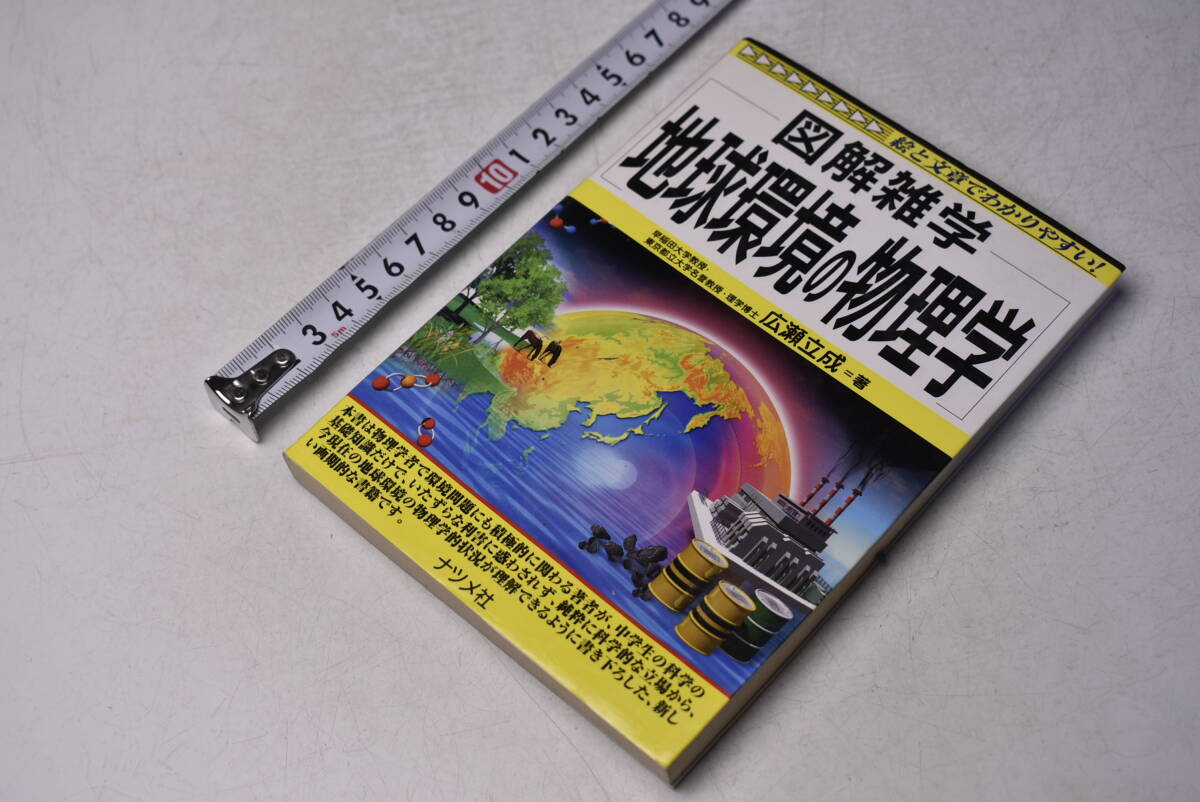 3 4 5 6 7 8 9 10 1 2 3 4 5 6 7 8 9
5m
絵と文章でわかりやすい!
図解雑学
地球環境の物理学
早稲田大学教授・
東京都立大学名誉教授・理学博士 広瀬立成=著
本書は物理学者で環境問題にも積極的に関わる著者が、中学生の科学の
基礎知識だけで、いたずらな利害に惑わされず、純粋に科学的な立場から、
今現在の地球環境の物理学的状況が理解できるように書き下ろした、新し
い画期的な書籍です。
ナツメ社